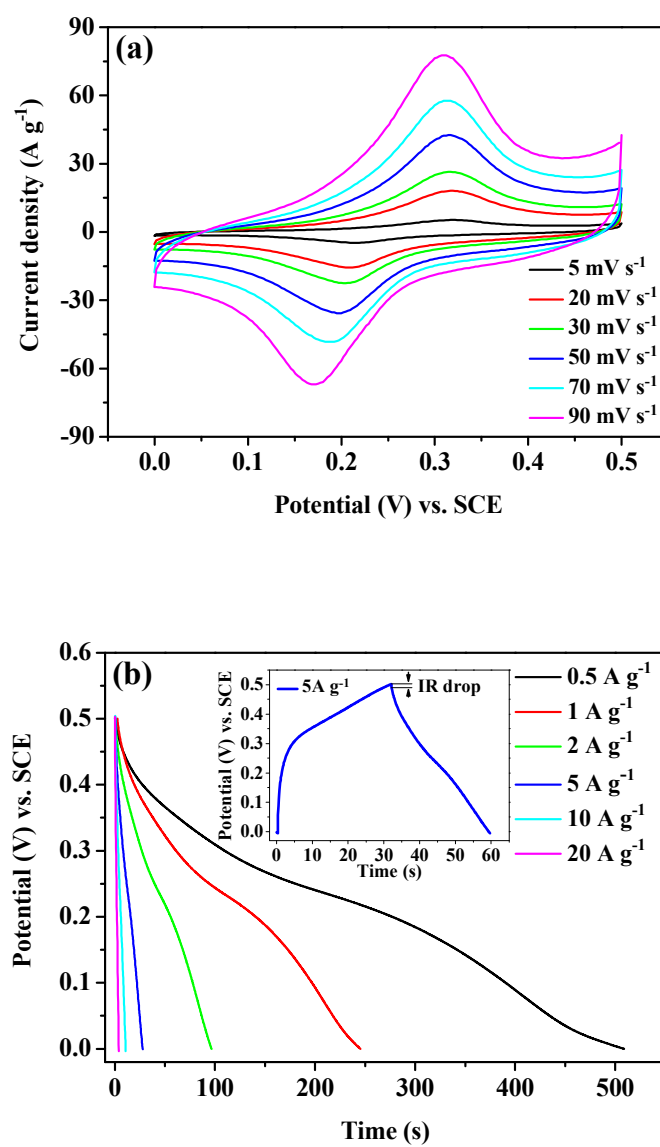 (a)
90
60
30
0
-30
-60
-90
Current density (A g⁻¹)
5 mV s⁻¹
20 mV s⁻¹
30 mV s⁻¹
50 mV s⁻¹
70 mV s⁻¹
90 mV s⁻¹
0.0 0.1 0.2 0.3 0.4 0.5
Potential (V) vs. SCE
(b)
0.6
0.5
0.4
0.3
0.2
0.1
0.0
Potential (V) vs. SCE
5A g⁻¹
IR drop
0.5
0.4
0.3
0.2
0.1
0.0
Potential (V) vs. SCE
0 10 20 30 40 50 60
Time (s)
0.5 A g⁻¹
1 A g⁻¹
2 A g⁻¹
5 A g⁻¹
10 A g⁻¹
20 A g⁻¹
0 100 200 300 400 500
Time (s)